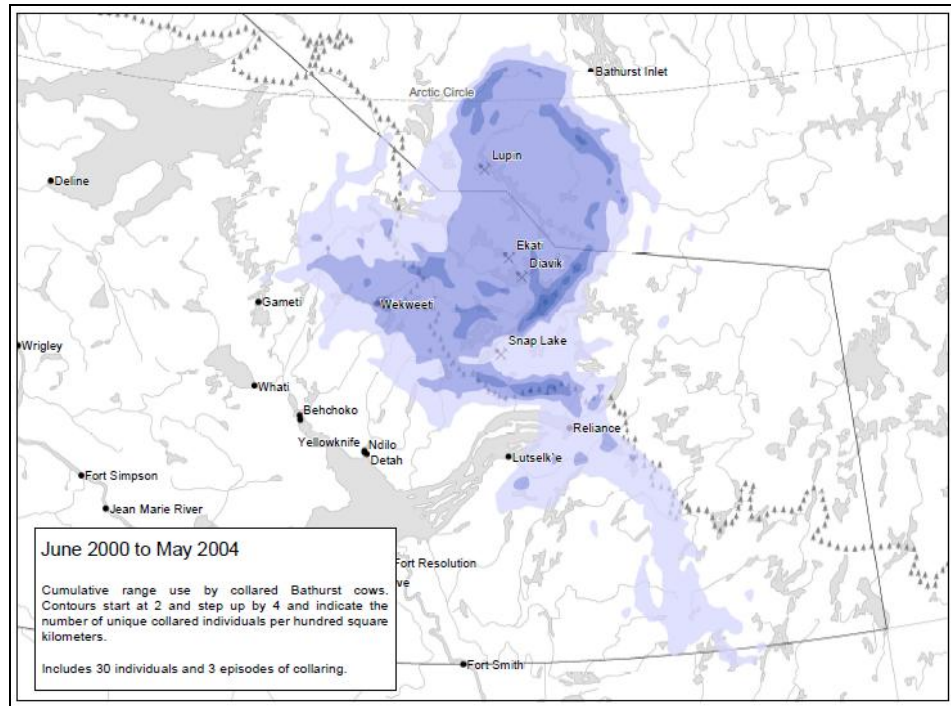 Bathurst Inlet
Arctic Circle
Lupin
Deline
Ekati
Diavik
Gameti
Wekweeti
Snap Lake
Wrigley
Whati
Behchoko
Reliance
Yellowknife
Ndilo
Detah
Lutselk'e
Fort Simpson
Jean Marie River
Fort Resolution
ve
Fort Smith
June 2000 to May 2004
Cumulative range use by collared Bathurst cows.
Contours start at 2 and step up by 4 and indicate the
number of unique collared individuals per hundred square
kilometers.
Includes 30 individuals and 3 episodes of collaring.